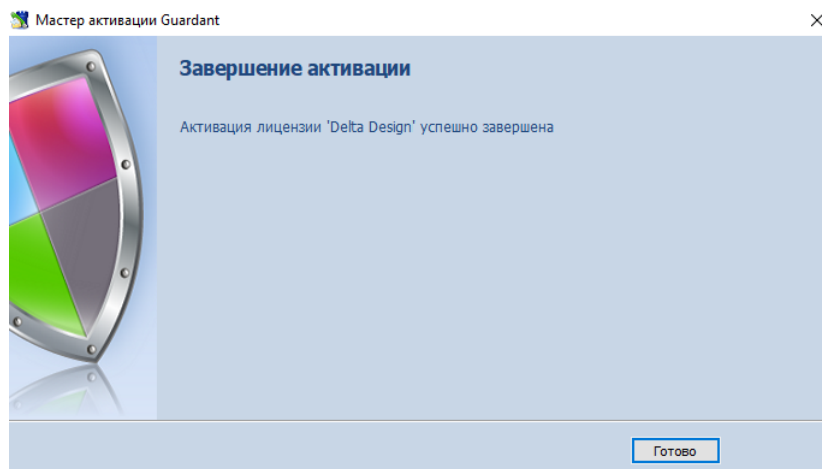 Мастер активации Guardant
Завершение активации
Активация лицензии 'Delta Design' успешно завершена
Готово